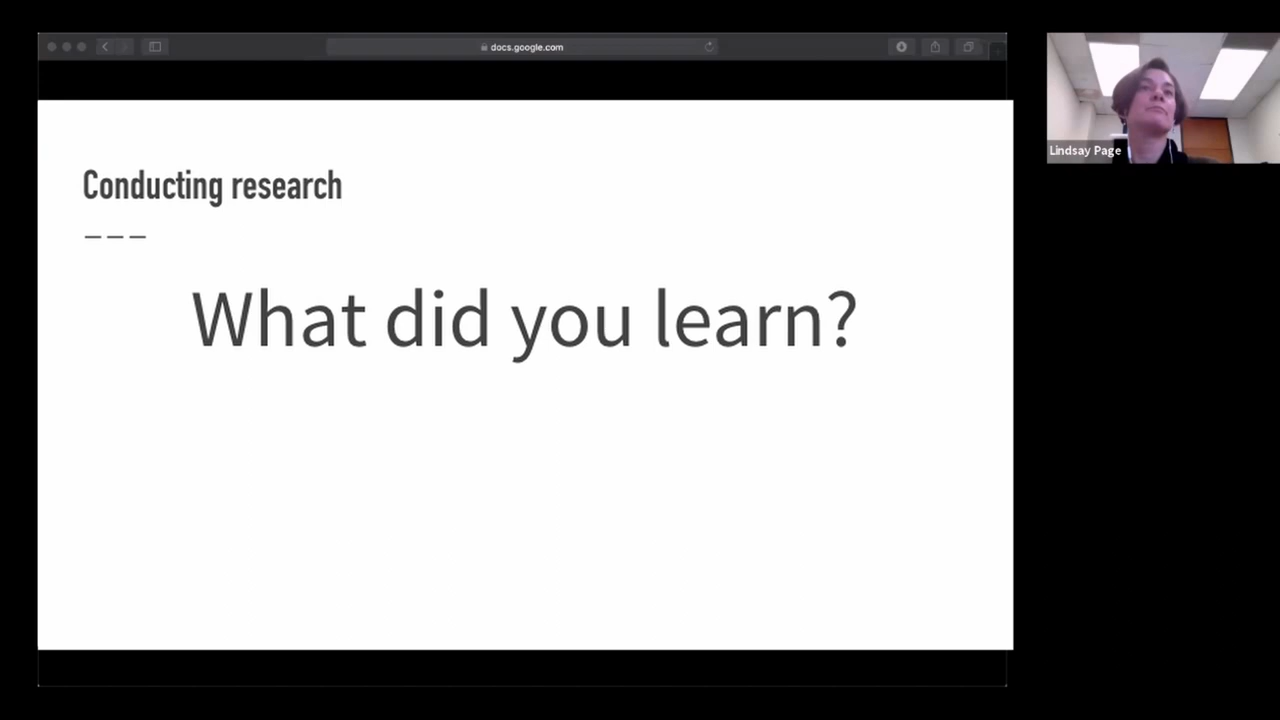 docs.google.com
Conducting research
What did you learn?
Lindsay Page